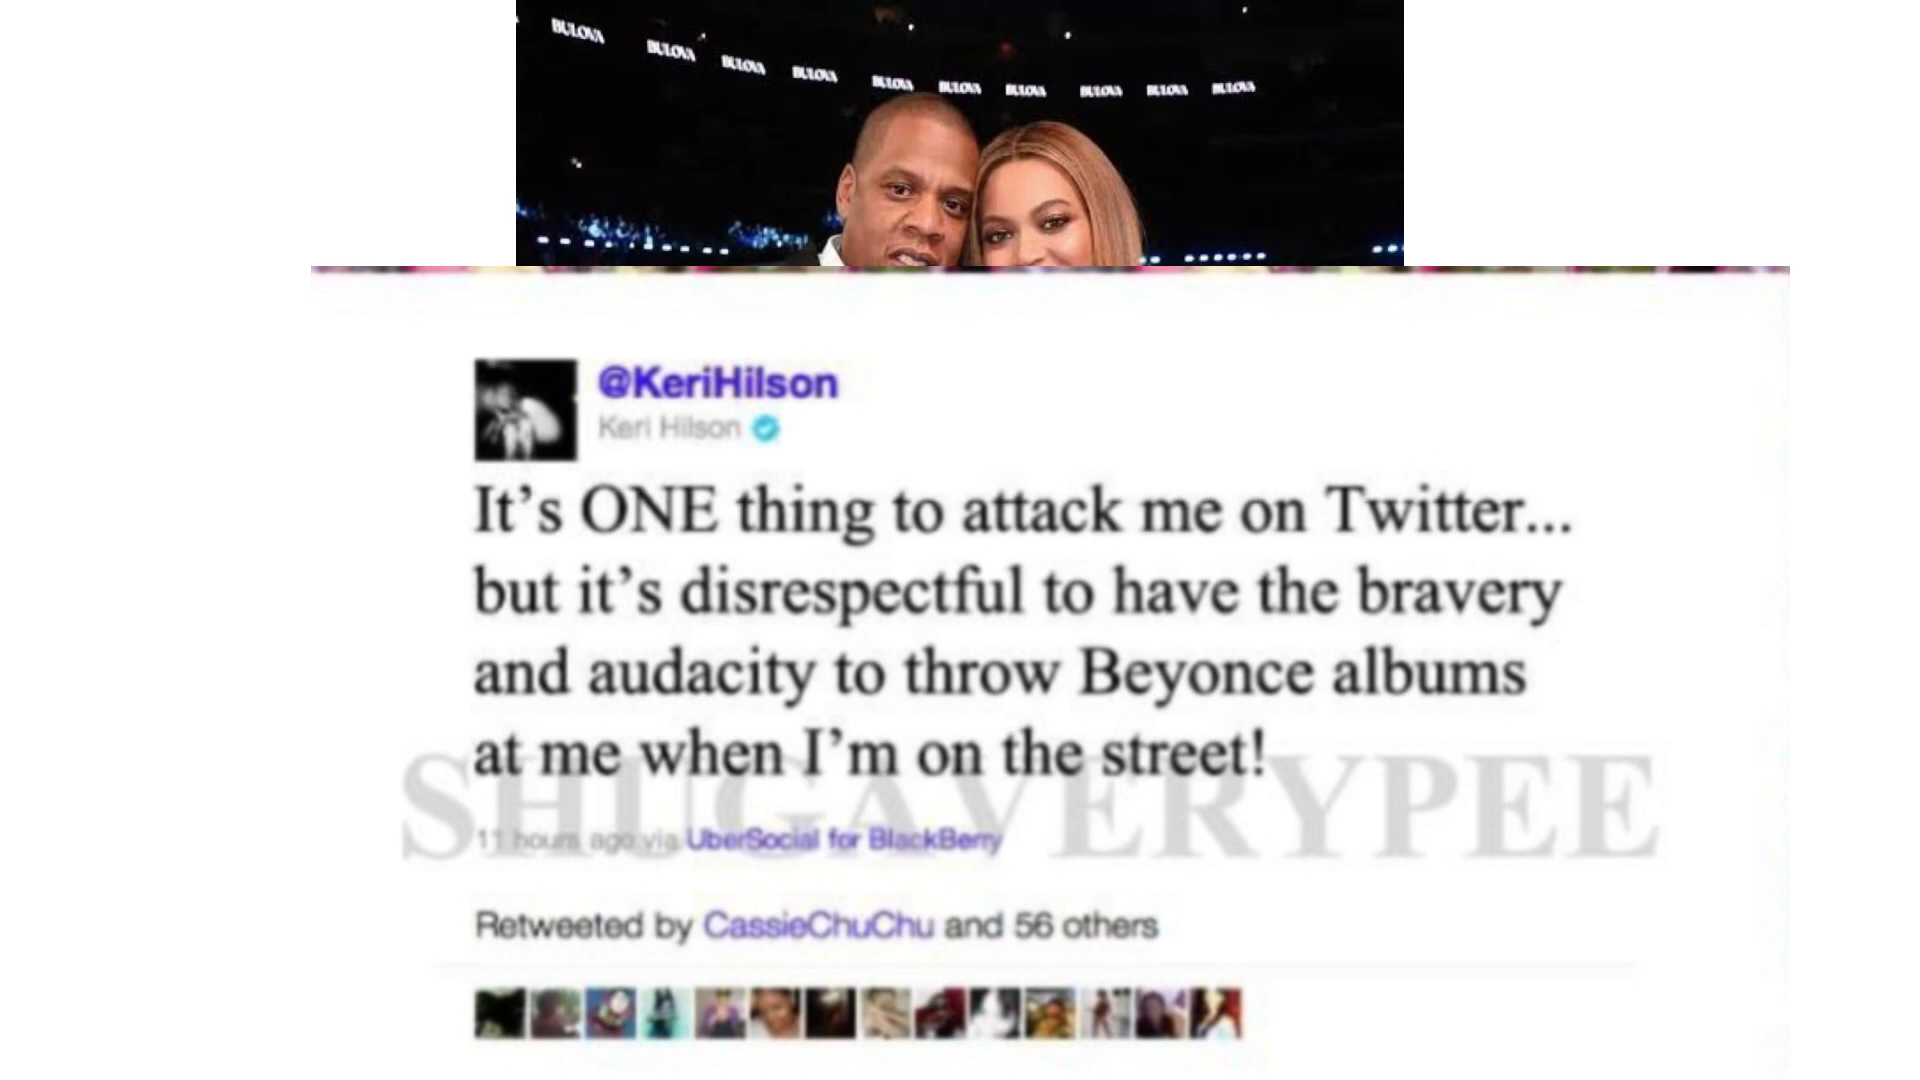 BULOVA BULOVA BULOVA BULOVA BULOVA BULOVA BULOVA BULOVA BULOVA BULOVA
@KeriHilson
Keri Hilson
It’s ONE thing to attack me on Twitter...
but it’s disrespectful to have the bravery
and audacity to throw Beyonce albums
at me when I’m on the street!
SHUGAVERYPEE
11 hours ago via UberSocial for BlackBerry
Retweeted by CassieChuChu and 56 others